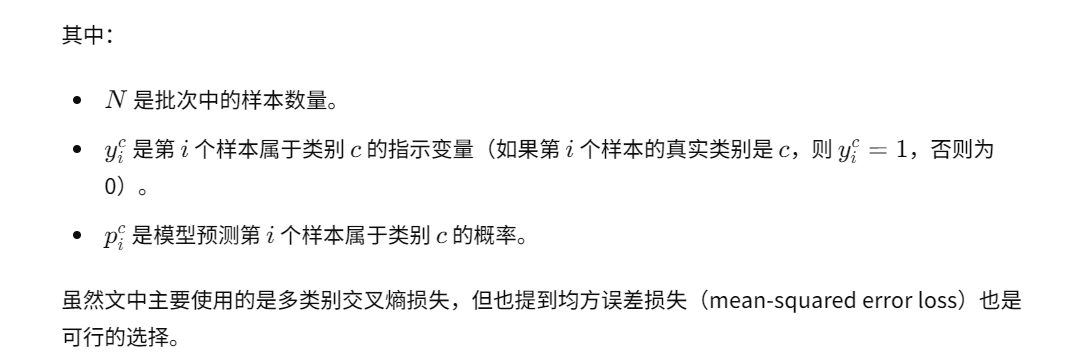 其中：
• N 是批次中的样本数量。
• y_i^c 是第 i 个样本属于类别 c 的指示变量（如果第 i 个样本的真实类别是 c，则 y_i^c = 1，否则为
0）。
• p_i^c 是模型预测第 i 个样本属于类别 c 的概率。
虽然文中主要使用的是多类别交叉熵损失，但也提到均方误差损失（mean-squared error loss）也是
可行的选择。